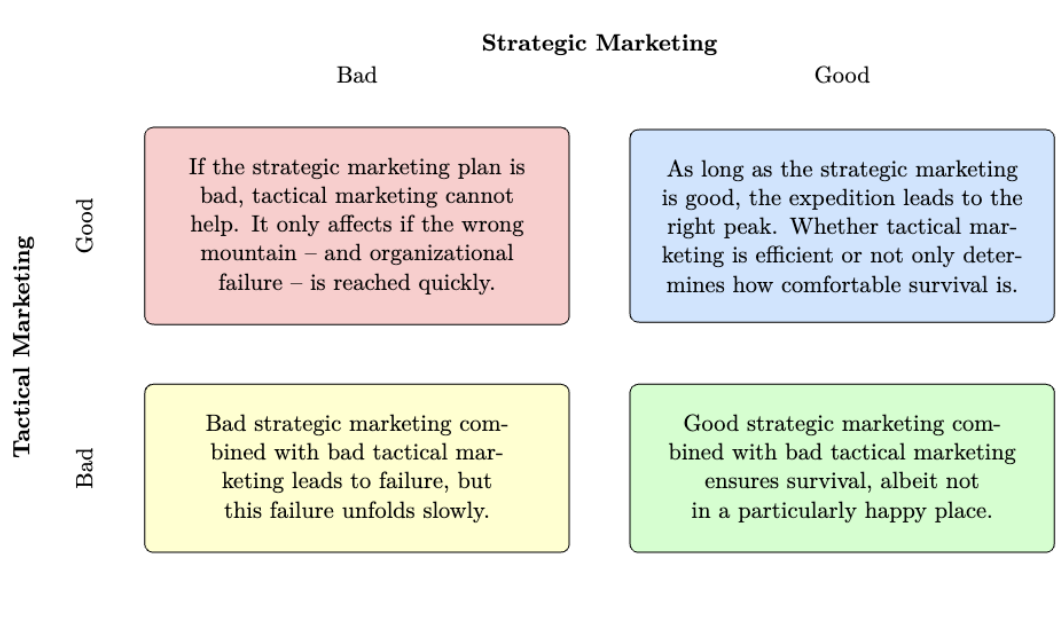 Strategic Marketing
Bad
Good
Tactical Marketing
Good
If the strategic marketing plan is
bad, tactical marketing cannot
help. It only affects if the wrong
mountain – and organizational
failure – is reached quickly.
As long as the strategic marketing
is good, the expedition leads to the
right peak. Whether tactical mar-
keting is efficient or not only deter-
mines how comfortable survival is.
Bad
Bad strategic marketing com-
bined with bad tactical mar-
keting leads to failure, but
this failure unfolds slowly.
Good strategic marketing com-
bined with bad tactical marketing
ensures survival, albeit not
in a particularly happy place.